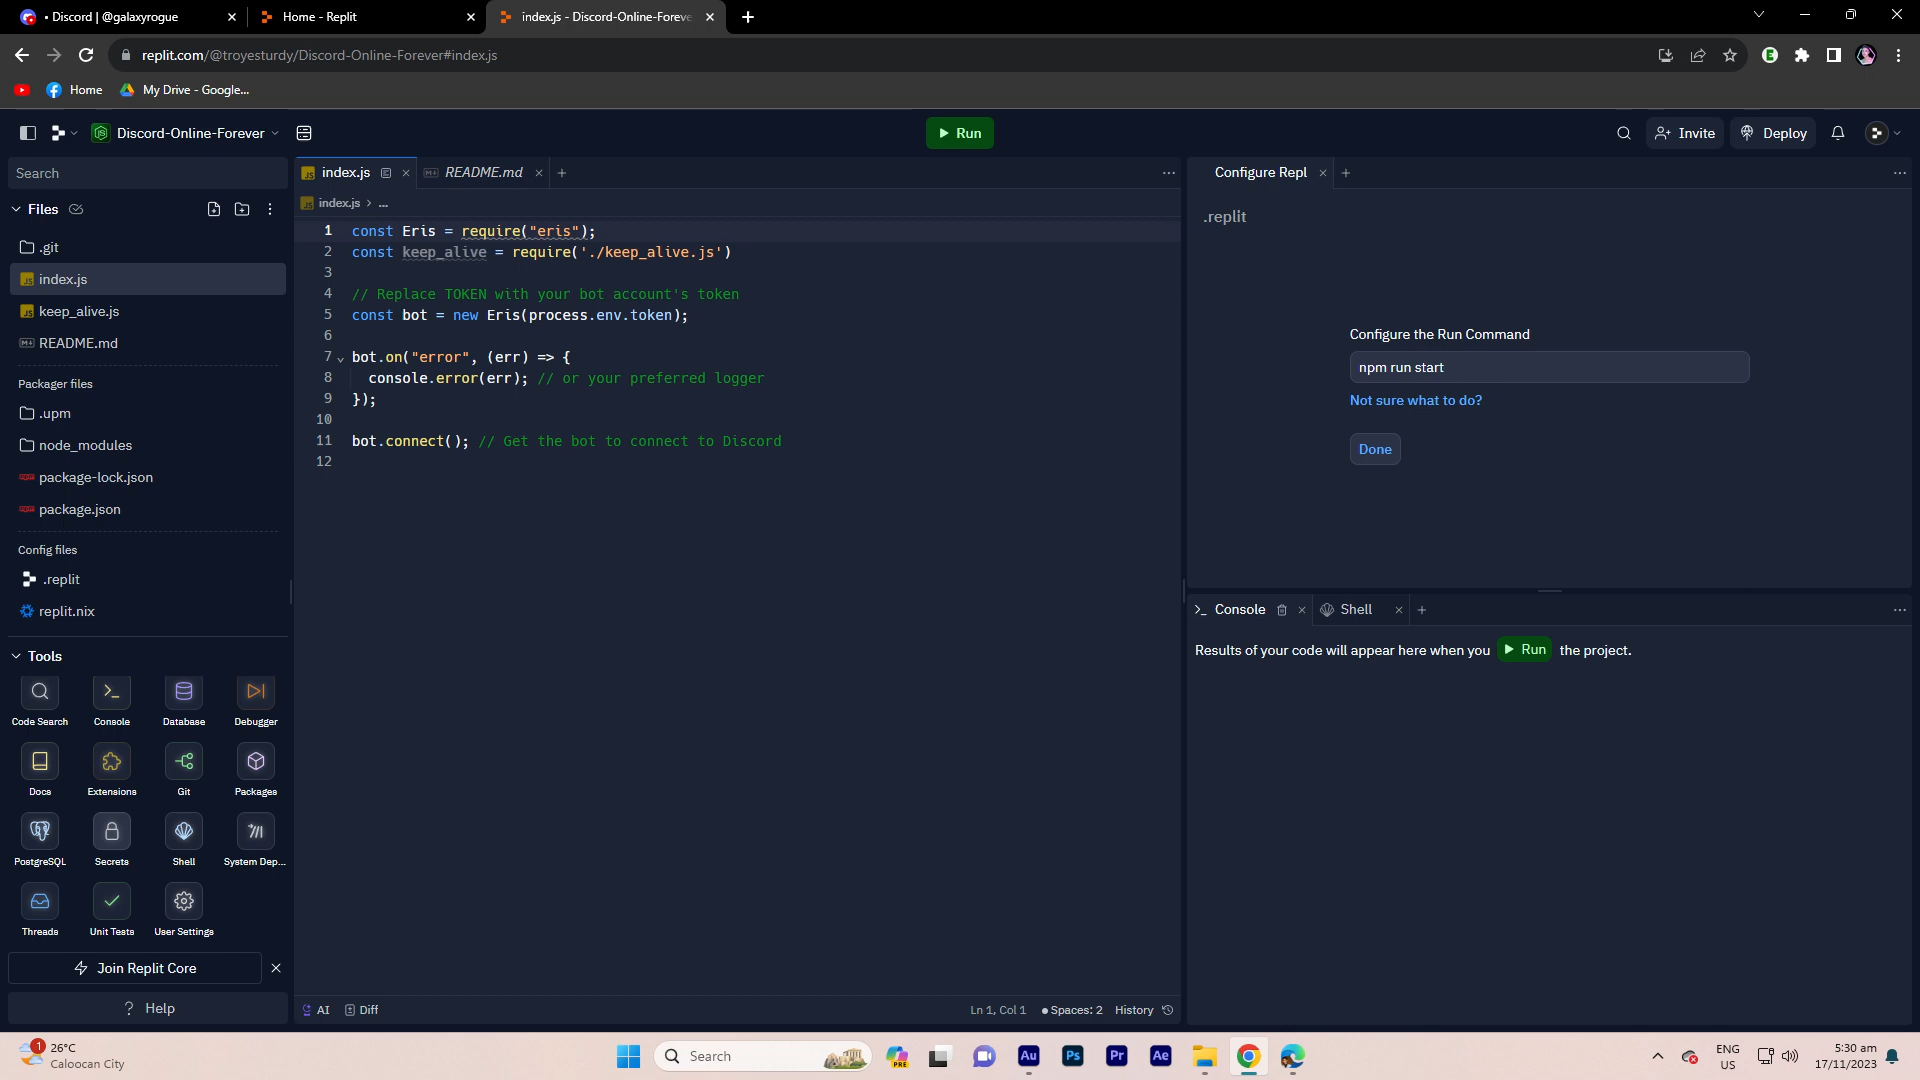 Discord | @galaxyrogue
Home - Replit
index.js - Discord-Online-Foreve
replit.com/@troyesturdy/Discord-Online-Forever#index.js
Home
My Drive - Google...
Discord-Online-Forever
Run
Invite
Deploy
Search
Files
.git
index.js
keep_alive.js
README.md
Packager files
.upm
node_modules
package-lock.json
package.json
Config files
.replit
replit.nix
Tools
Code Search
Console
Database
Debugger
Docs
Extensions
Git
Packages
PostgreSQL
Secrets
Shell
System Dep...
Threads
Unit Tests
User Settings
Join Replit Core
? Help
index.js
README.md
index.js > ...
1 const Eris = require("eris");
2 const keep_alive = require('./keep_alive.js')
3
4 // Replace TOKEN with your bot account's token
5 const bot = new Eris(process.env.token);
6
7 bot.on("error", (err) => {
8 console.error(err); // or your preferred logger
9 });
10
11 bot.connect(); // Get the bot to connect to Discord
12
AI
Diff
Ln 1, Col 1
Spaces: 2
History
Configure Repl
.replit
Configure the Run Command
npm run start
Not sure what to do?
Done
Console
Shell
Results of your code will appear here when you Run the project.
1
26°C
Caloocan City
Search
PRE
Au
Ps
Pr
Ae
ENG
US
5:30 am
17/11/2023